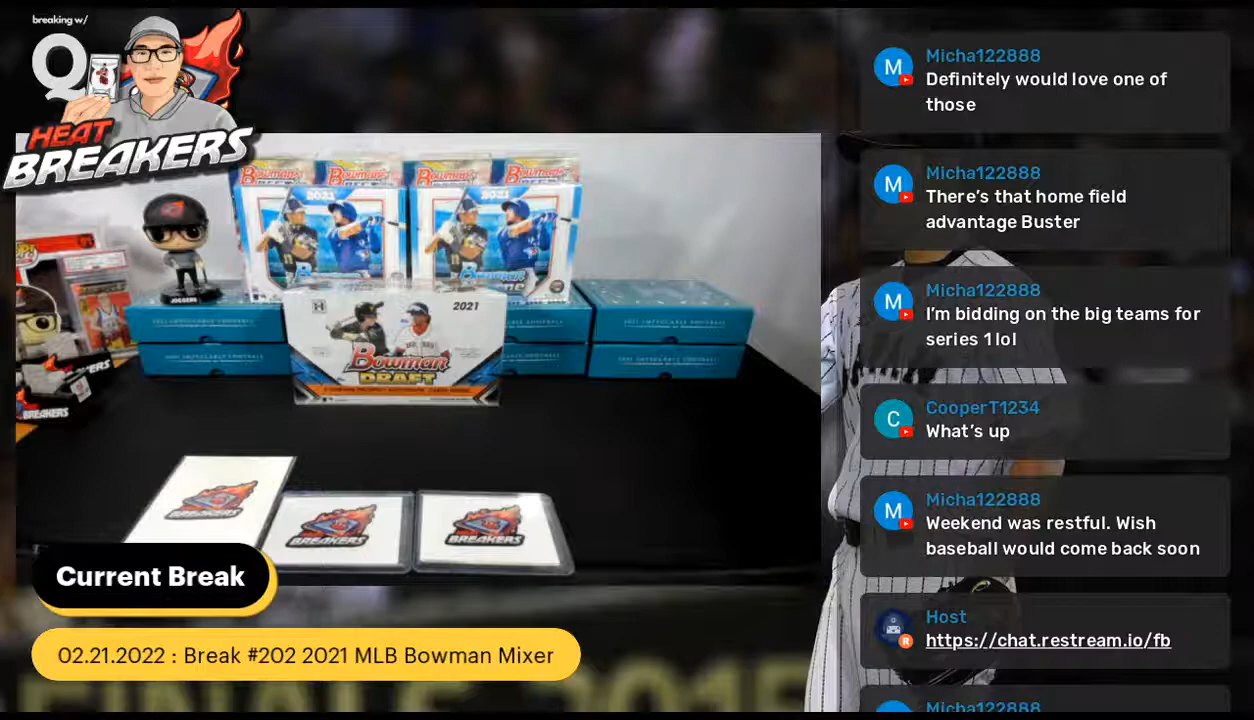 breaking w/
Q
HEAT
BREAKERS
Bowman
Bowman
Bowman
Bowman
2021
2021
JOGGERS
H
2021
Bowman
DRAFT
BREAKERS
BREAKERS
BREAKERS
BREAKERS
Current Break
02.21.2022 : Break #202 2021 MLB Bowman Mixer
M
Micha122888
Definitely would love one of
those
M
Micha122888
There's that home field
advantage Buster
M
Micha122888
I'm bidding on the big teams for
series 1 lol
C
CooperT1234
What's up
M
Micha122888
Weekend was restful. Wish
baseball would come back soon
Host
https://chat.restream.io/fb
Micha122888